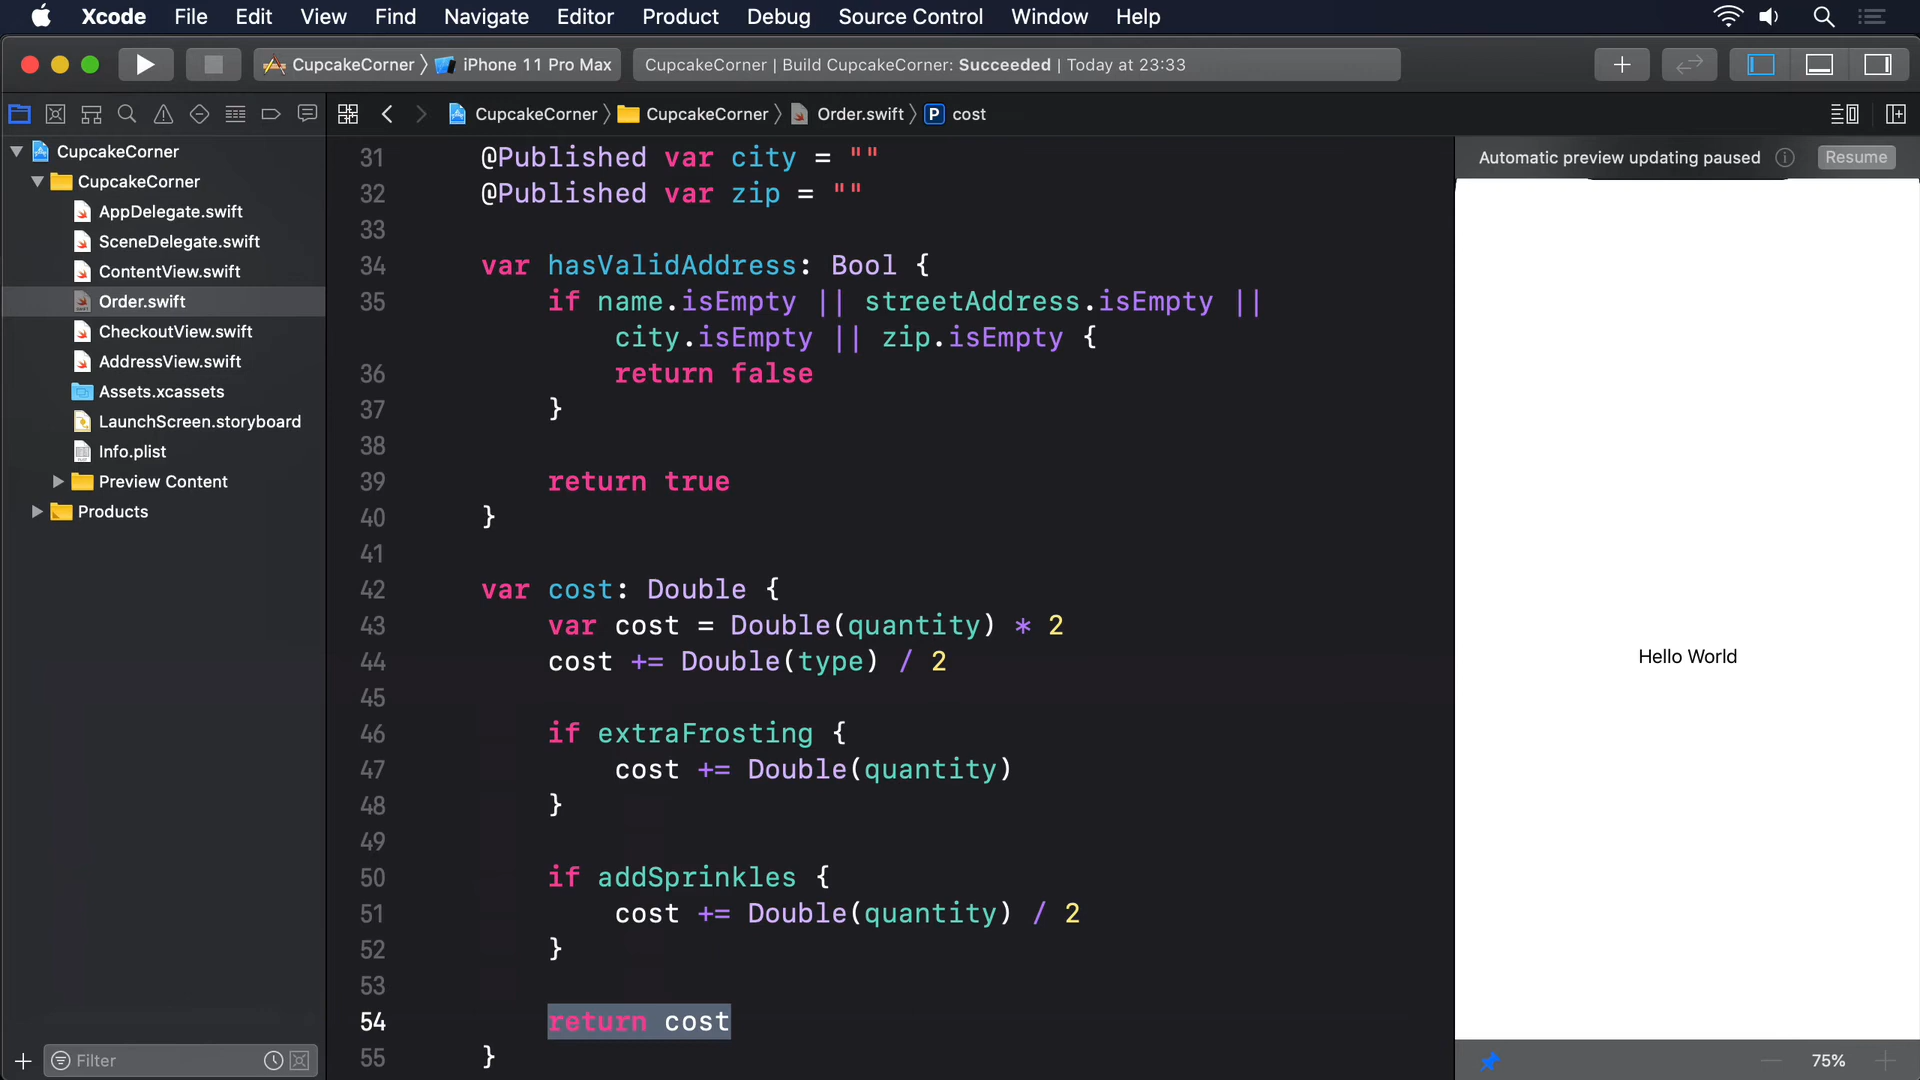 Xcode File Edit View Find Navigate Editor Product Debug Source Control Window Help
CupcakeCorner 〉 iPhone 11 Pro Max
CupcakeCorner | Build CupcakeCorner: Succeeded | Today at 23:33
CupcakeCorner 〉 CupcakeCorner 〉 Order.swift 〉 P cost
CupcakeCorner
CupcakeCorner
AppDelegate.swift
SceneDelegate.swift
ContentView.swift
Order.swift
CheckoutView.swift
AddressView.swift
Assets.xcassets
LaunchScreen.storyboard
Info.plist
Preview Content
Products
Filter
31 @Published var city = ""
32 @Published var zip = ""
33
34 var hasValidAddress: Bool {
35 if name.isEmpty || streetAddress.isEmpty ||
city.isEmpty || zip.isEmpty {
36 return false
37 }
38
39 return true
40 }
41
42 var cost: Double {
43 var cost = Double(quantity) * 2
44 cost += Double(type) / 2
45
46 if extraFrosting {
47 cost += Double(quantity)
48 }
49
50 if addSprinkles {
51 cost += Double(quantity) / 2
52 }
53
54 return cost
55 }
Automatic preview updating paused Resume
Hello World
75%